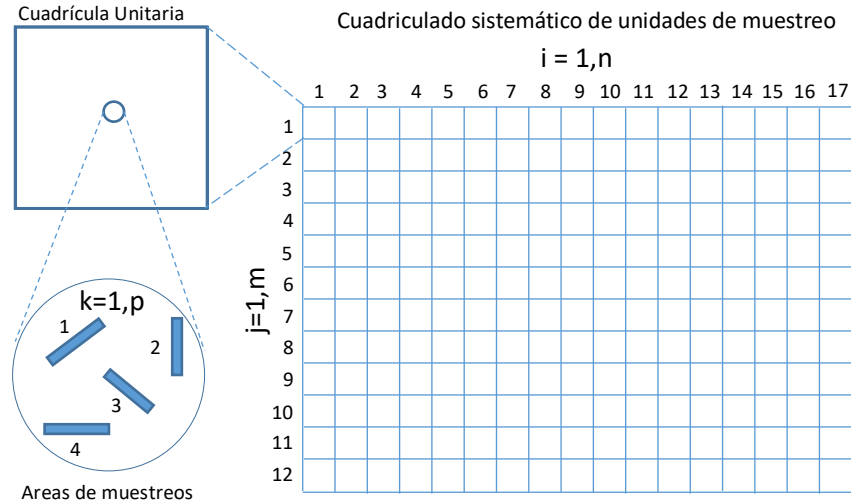 Cuadrícula Unitaria
Cuadriculado sistemático de unidades de muestreo
i = 1,n
1 2 3 4 5 6 7 8 9 10 11 12 13 14 15 16 17
j=1,m
1
2
3
4
5
6
7
8
9
10
11
12
k=1,p
1
2
3
4
Areas de muestreos